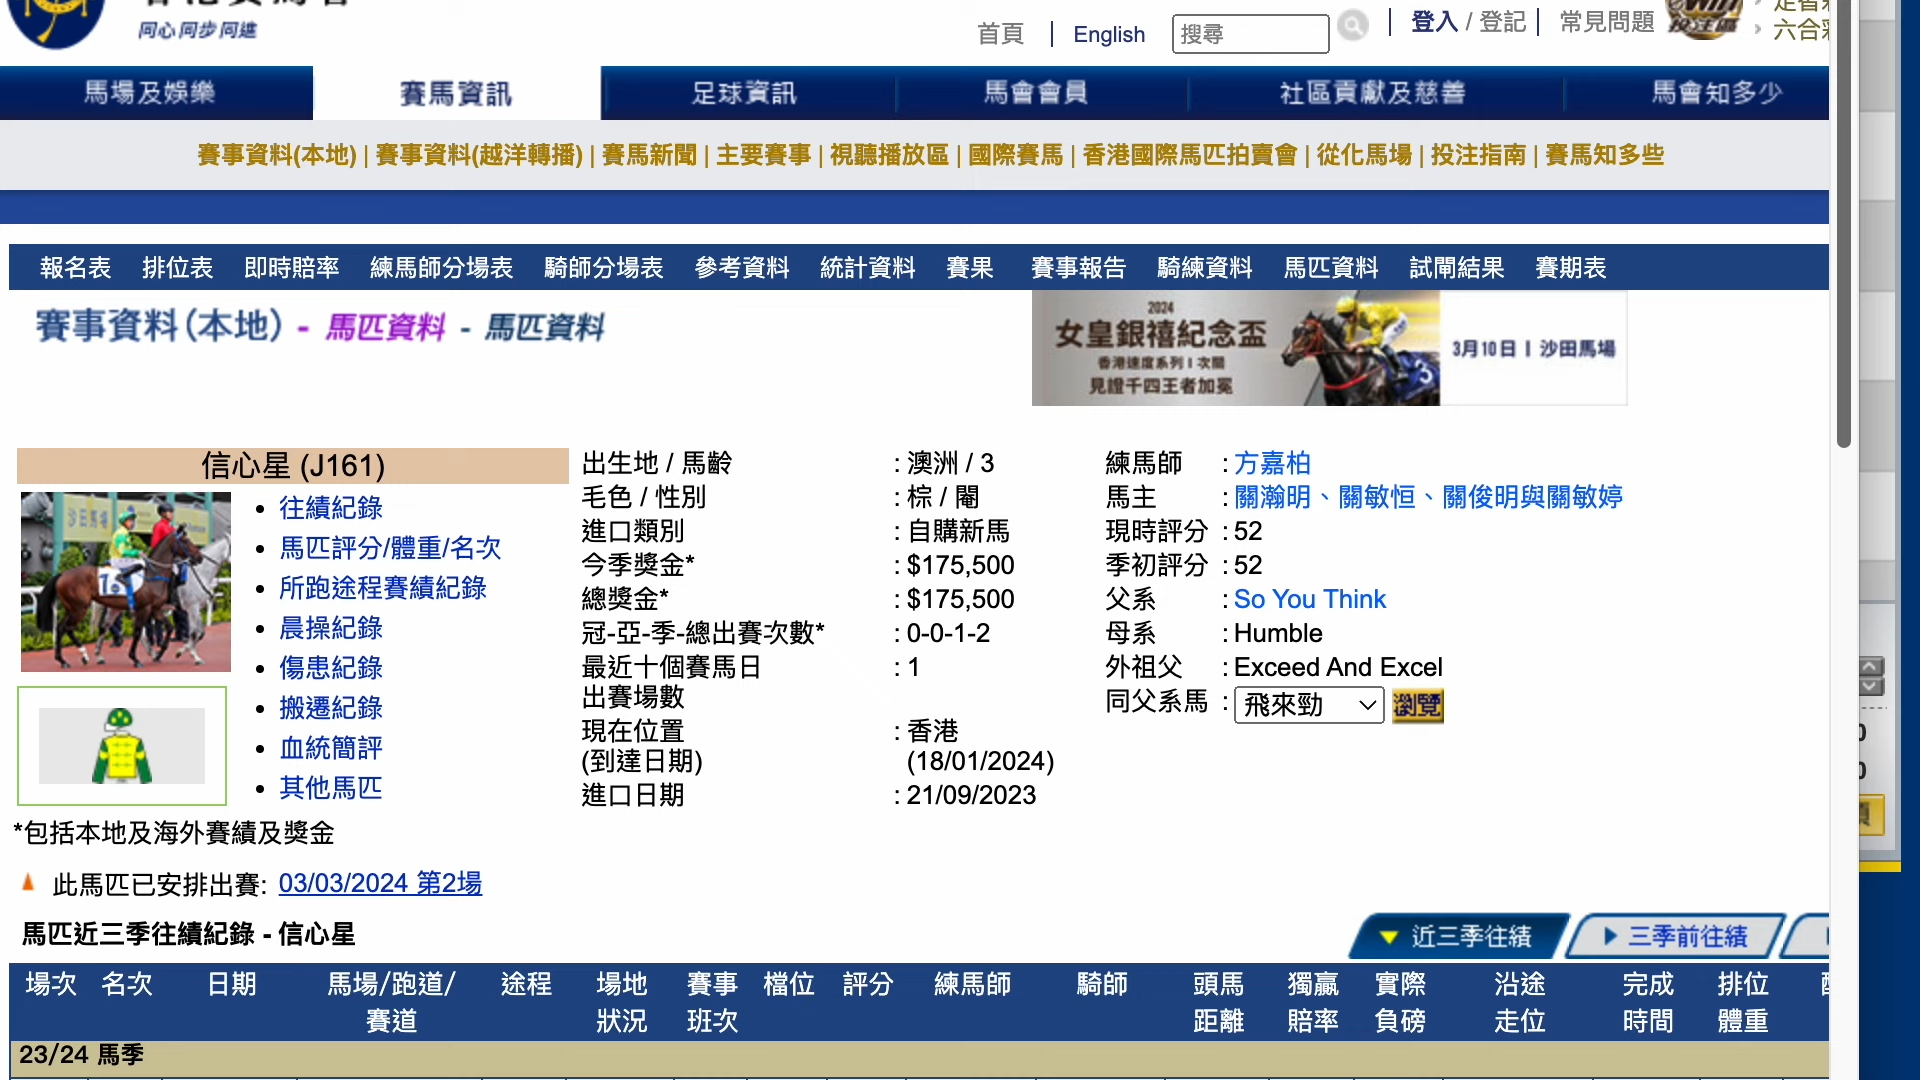 同心同步同進
首頁 | English 搜尋 | 登入 / 登記 | 常見問題
六合彩
馬場及娛樂 賽馬資訊 足球資訊 馬會會員 社區貢獻及慈善 馬會知多少
賽事資料(本地) | 賽事資料(越洋轉播) | 賽馬新聞 | 主要賽事 | 視聽播放區 | 國際賽馬 | 香港國際馬匹拍賣會 | 從化馬場 | 投注指南 | 賽馬知多些
報名表 排位表 即時賠率 練馬師分場表 騎師分場表 參考資料 統計資料 賽果 賽事報告 騎練資料 馬匹資料 試閘結果 賽期表
賽事資料(本地) - 馬匹資料 - 馬匹資料
2024
女皇銀禧紀念盃
香港速度系列 | 次關
見證千四王者加冕
3月10日 | 沙田馬場
信心星 (J161)
往績紀錄
馬匹評分/體重/名次
所跑途程賽績紀錄
晨操紀錄
傷患紀錄
搬遷紀錄
血統簡評
其他馬匹
出生地 / 馬齡 : 澳洲 / 3
毛色 / 性別 : 棕 / 閹
進口類別 : 自購新馬
今季獎金* : $175,500
總獎金* : $175,500
冠-亞-季-總出賽次數* : 0-0-1-2
最近十個賽馬日 : 1
出賽場數
現在位置 : 香港
(到達日期) (18/01/2024)
進口日期 : 21/09/2023
練馬師 : 方嘉柏
馬主 : 關瀚明、關敏恒、關俊明與關敏婷
現時評分 : 52
季初評分 : 52
父系 : So You Think
母系 : Humble
外祖父 : Exceed And Excel
同父系馬 : 飛來勁 瀏覽
*包括本地及海外賽績及獎金
此馬匹已安排出賽: 03/03/2024 第2場
馬匹近三季往績紀錄 - 信心星
近三季往績 三季前往績
場次 名次 日期 馬場/跑道/ 途程 場地 賽事 檔位 評分 練馬師 騎師 頭馬 獨贏 實際 沿途 完成 排位
賽道 狀況 班次 距離 賠率 負磅 走位 時間 體重
23/24 馬季